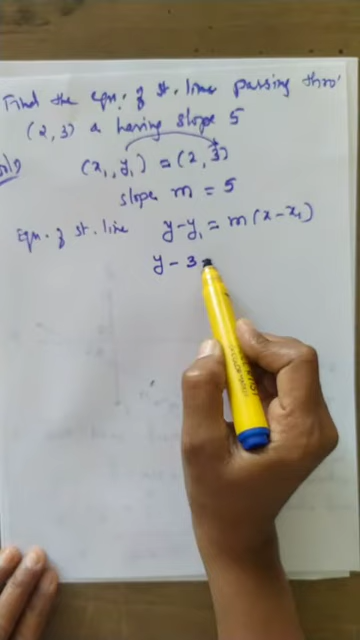 Find the eqn. of st. line passing thro'
(2, 3) & having slope 5
Soln
(x₁, y₁) = (2, 3)
slope m = 5
Eqn. of st. line y - y₁ = m (x - x₁)
y - 3 =